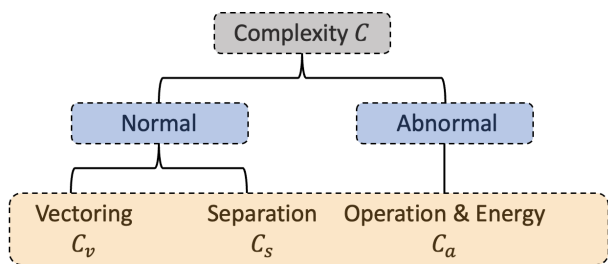 Complexity C
Normal
Abnormal
Vectoring
Separation
Operation & Energy
C_v
C_s
C_a